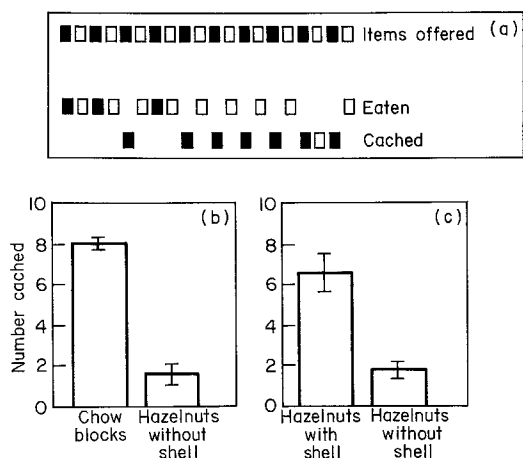 Items offered (a)
Eaten
Cached
(b)
10
8
6
4
2
0
Number cached
Chow
blocks
Hazelnuts
without
shell
(c)
10
8
6
4
2
0
Hazelnuts
with
shell
Hazelnuts
without shell